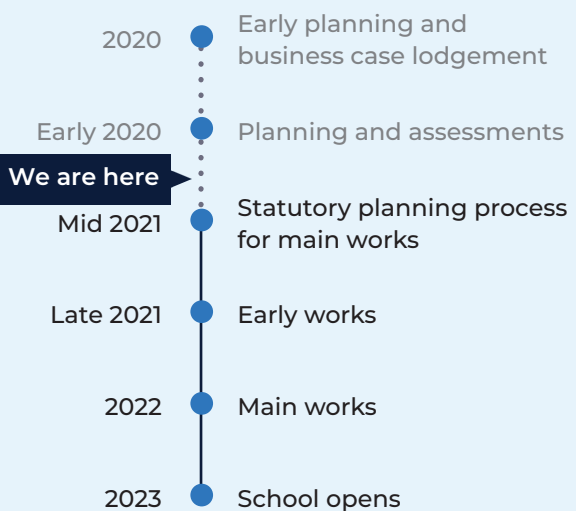 2020
Early planning and
business case lodgement
Early 2020
Planning and assessments
We are here
Mid 2021
Statutory planning process
for main works
Late 2021
Early works
2022
Main works
2023
School opens